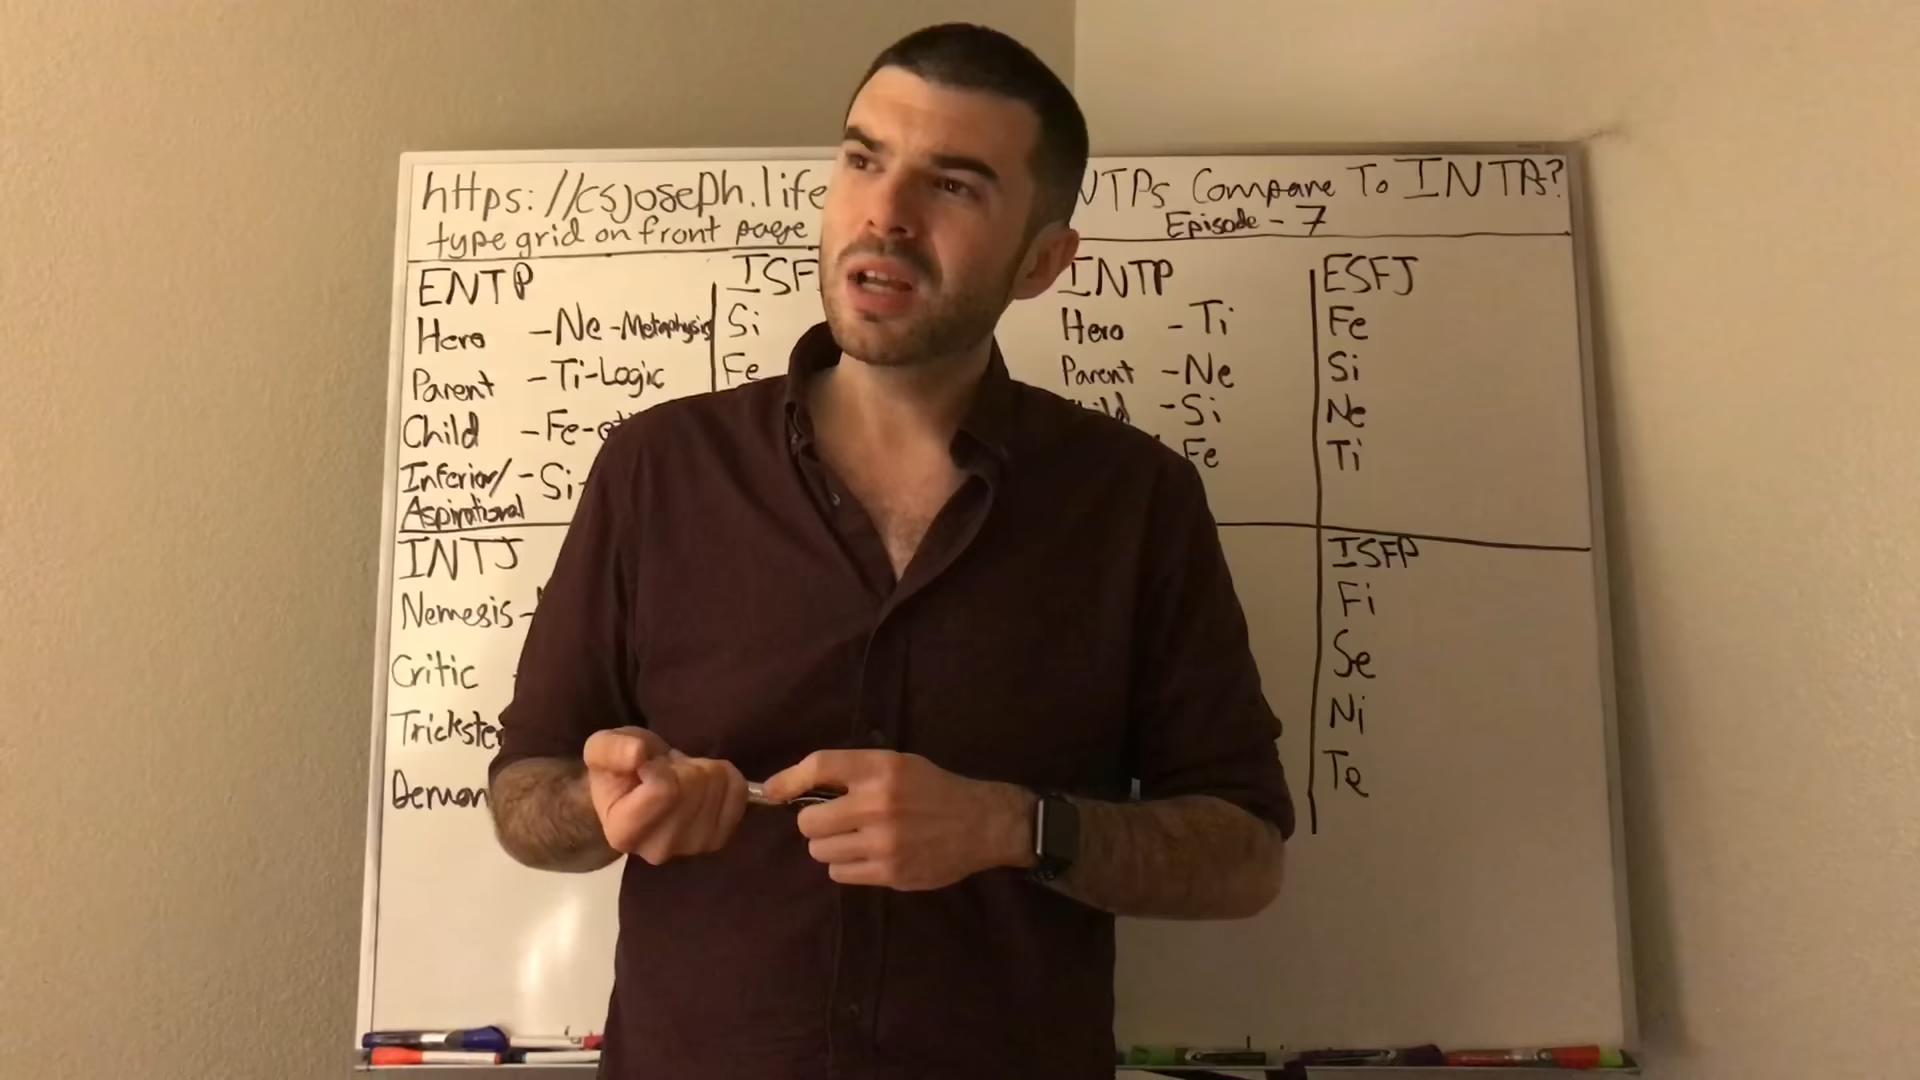 https://csjoseph.life
type grid on front page
NTPs Compare To INTPs?
Episode - 7
ENTP
Hero - Ne - Metaphysics
Parent - Ti - Logic
Child - Fe -
Inferior/ - Si -
Aspirational
Si
Fe
INTP
Hero - Ti
Parent - Ne
- Si
Fe
ESFJ
Fe
Si
Ne
Ti
INTJ
Nemesis -
Critic
Trickster
Demon
ISFP
Fi
Se
Ni
Te